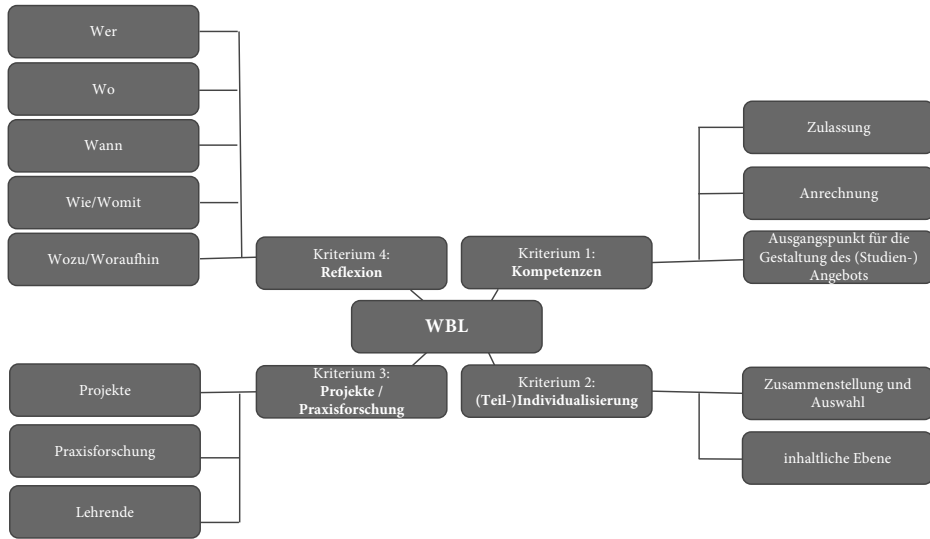 Wer
Wo
Wann
Wie/Womit
Wozu/Woraufhin
Kriterium 4:
Reflexion
Kriterium 1:
Kompetenzen
Zulassung
Anrechnung
Ausgangspunkt für die
Gestaltung des (Studien-)
Angebots
WBL
Kriterium 3:
Projekte /
Praxisforschung
Kriterium 2:
(Teil-)Individualisierung
Projekte
Praxisforschung
Lehrende
Zusammenstellung und
Auswahl
inhaltliche Ebene